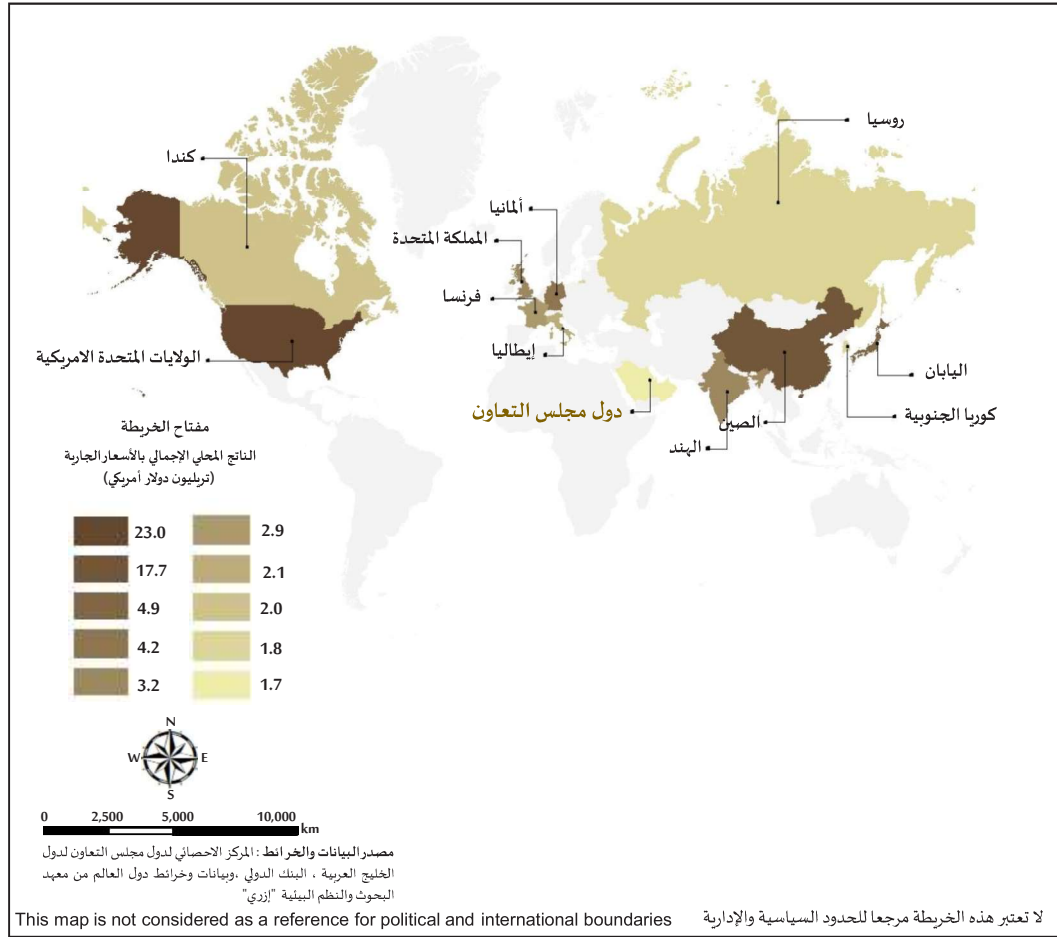 روسيا
كندا
ألمانيا
المملكة المتحدة
فرنسا
إيطاليا
الولايات المتحدة الامريكية
اليابان
دول مجلس التعاون
كوريا الجنوبية
الصين
الهند
مفتاح الخريطة
الناتج المحلي الإجمالي بالأسعار الجارية
(تريليون دولار أمريكي)
23.0 2.9
17.7 2.1
4.9 2.0
4.2 1.8
3.2 1.7
N
W E
S
0 2,500 5,000 10,000
km
مصدر البيانات والخرائط : المركز الاحصائي لدول مجلس التعاون لدول
الخليج العربية ، البنك الدولي ،وبيانات وخرائط دول العالم من معهد
البحوث والنظم البيئية "إزري"
This map is not considered as a reference for political and international boundaries لا تعتبر هذه الخريطة مرجعا للحدود السياسية والإدارية